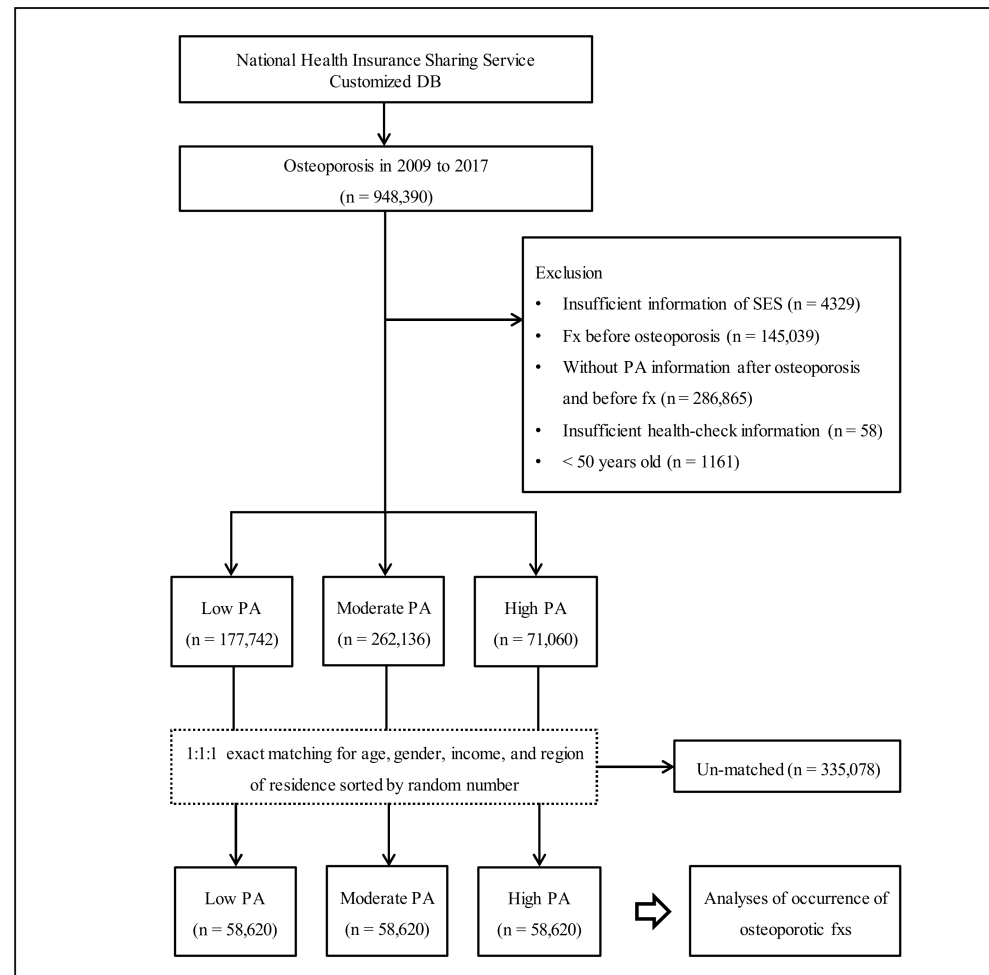 National Health Insurance Sharing Service
Customized DB
Osteoporosis in 2009 to 2017
(n = 948,390)
Exclusion
• Insufficient information of SES (n = 4329)
• Fx before osteoporosis (n = 145,039)
• Without PA information after osteoporosis
and before fx (n = 286,865)
• Insufficient health-check information (n = 58)
• < 50 years old (n = 1161)
Low PA
(n = 177,742)
Moderate PA
(n = 262,136)
High PA
(n = 71,060)
1:1:1 exact matching for age, gender, income, and region
of residence sorted by random number
Un-matched (n = 335,078)
Low PA
(n = 58,620)
Moderate PA
(n = 58,620)
High PA
(n = 58,620)
Analyses of occurrence of
osteoporotic fxs